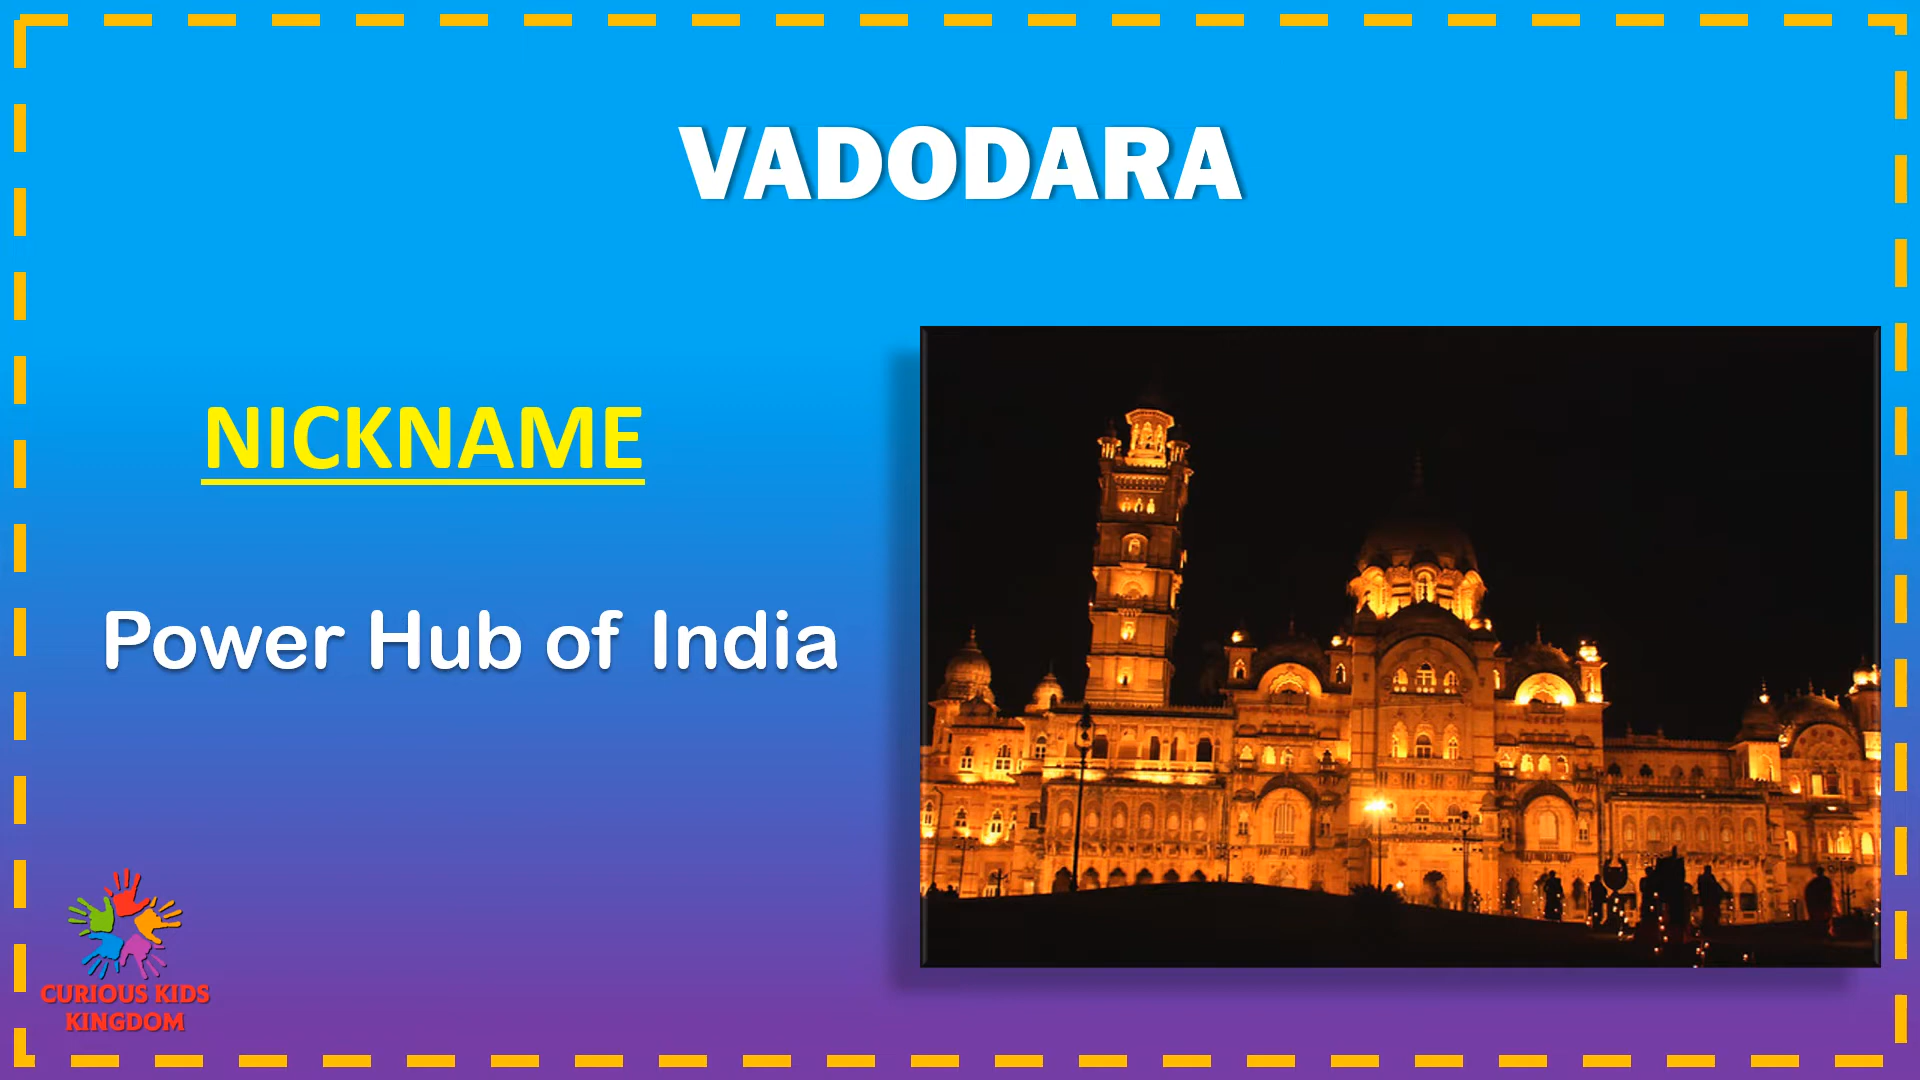 VADODARA
NICKNAME
Power Hub of India
CURIOUS KIDS
KINGDOM